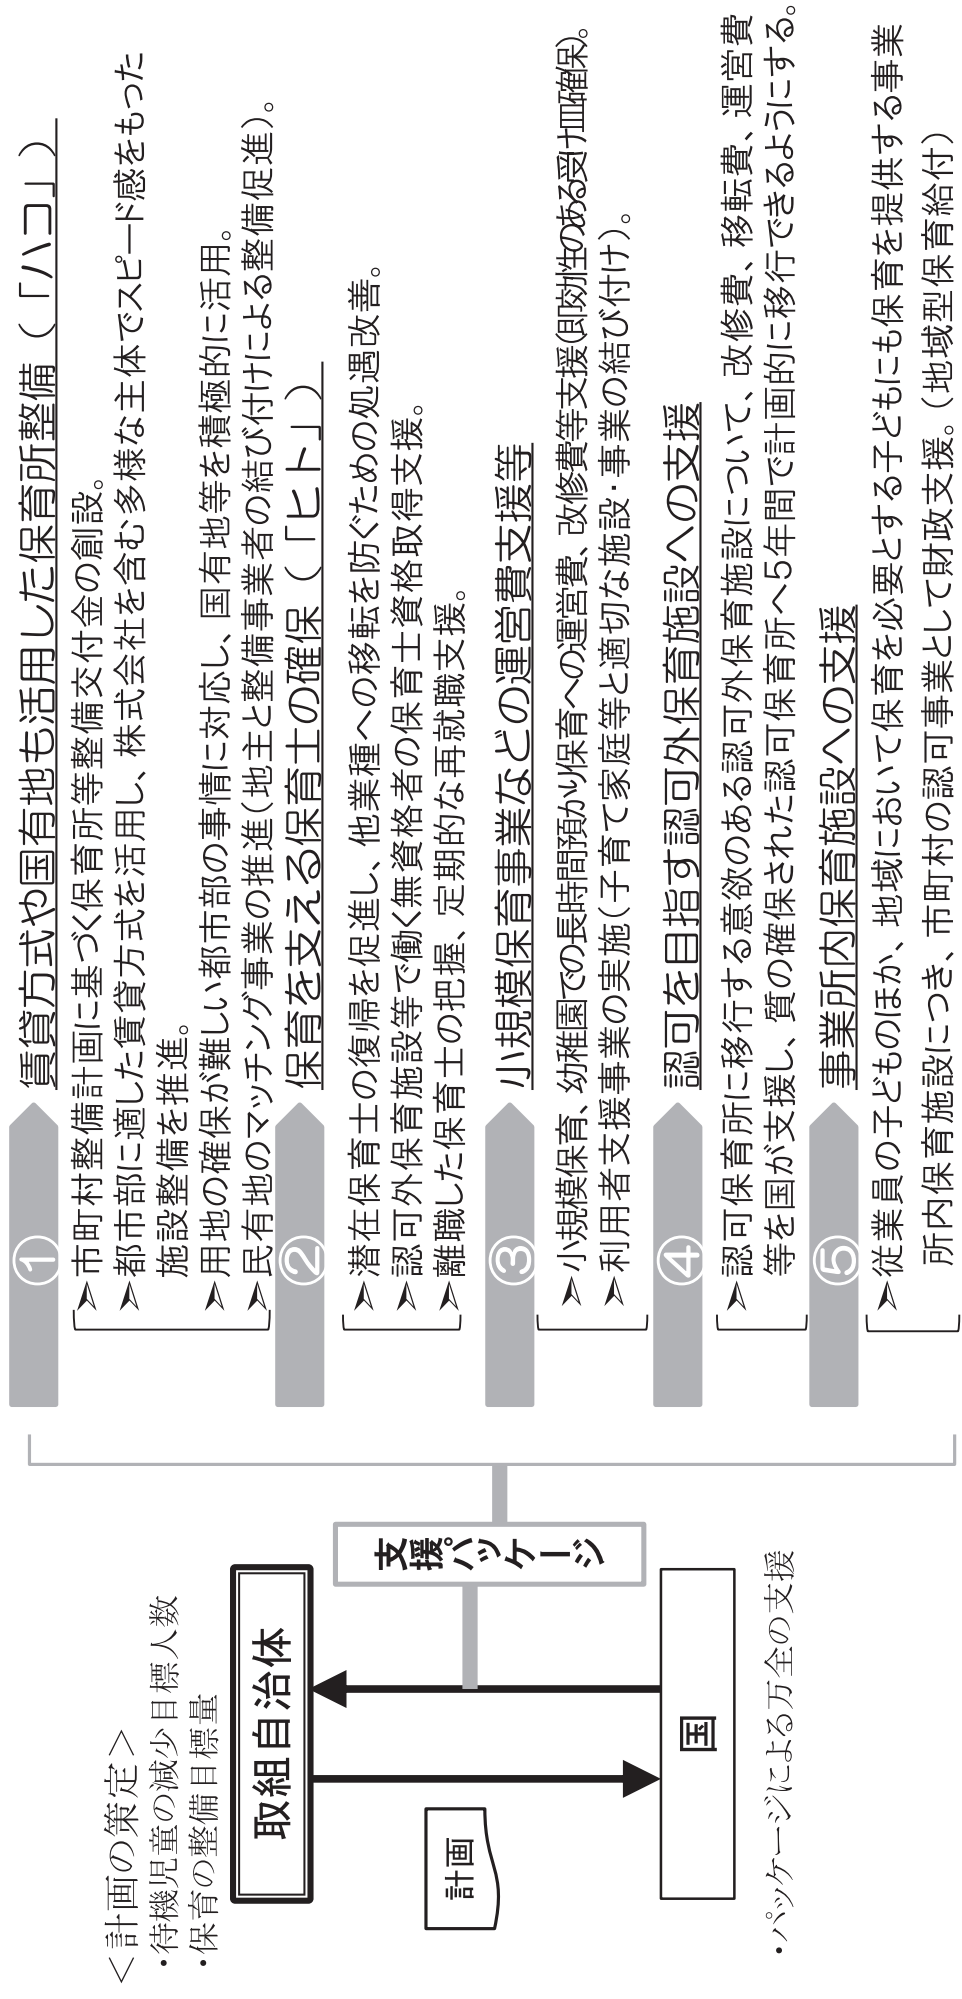 <計画の策定>
・待機児童の減少目標人数
・保育の整備目標量
取組自治体
計画
国
・パッケージによる万全の支援
支援パッケージ
① 賃貸方式や国有地も活用した保育所整備（「ハコ」）
➢市町村整備計画に基づく保育所等整備交付金の創設。
➢都市部に適した賃貸方式を活用し、株式会社を含む多様な主体でスピード感をもった
施設整備を推進。
➢用地の確保が難しい都市部の事情に対応し、国有地等を積極的に活用。
➢民有地のマッチング事業の推進（地主と整備事業者の結び付けによる整備促進）。
② 保育を支える保育士の確保（「ヒト」）
➢潜在保育士の復帰を促進し、他業種への移転を防ぐための処遇改善。
➢認可外保育施設等で働く無資格者の保育士資格取得支援。
➢離職した保育士の把握、定期的な再就職支援。
③ 小規模保育事業などの運営費支援等
➢小規模保育、幼稚園での長時間預かり保育への運営費、改修費等支援（即効性のある受け皿確保）。
➢利用者支援事業の実施（子育て家庭等と適切な施設・事業の結び付け）。
④ 認可を目指す認可外保育施設への支援
➢認可保育所に移行する意欲のある認可外保育施設について、改修費、移転費、運営費
等を国が支援し、質の確保された認可保育所へ5年間で計画的に移行できるようにする。
⑤ 事業所内保育施設への支援
➢従業員の子どものほか、地域において保育を必要とする子どもにも保育を提供する事業
所内保育施設につき、市町村の認可事業として財政支援。（地域型保育給付）